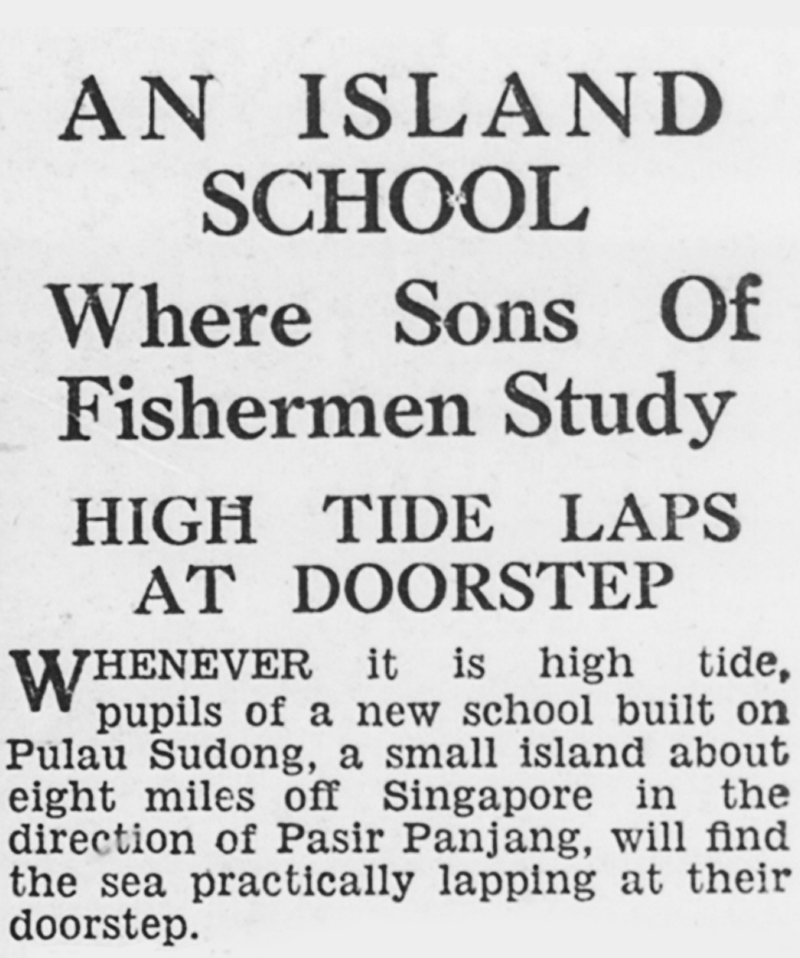 AN ISLAND
SCHOOL
Where Sons Of
Fishermen Study
HIGH TIDE LAPS
AT DOORSTEP
WHENEVER it is high tide,
pupils of a new school built on
Pulau Sudong, a small island about
eight miles off Singapore in the
direction of Pasir Panjang, will find
the sea practically lapping at their
doorstep.